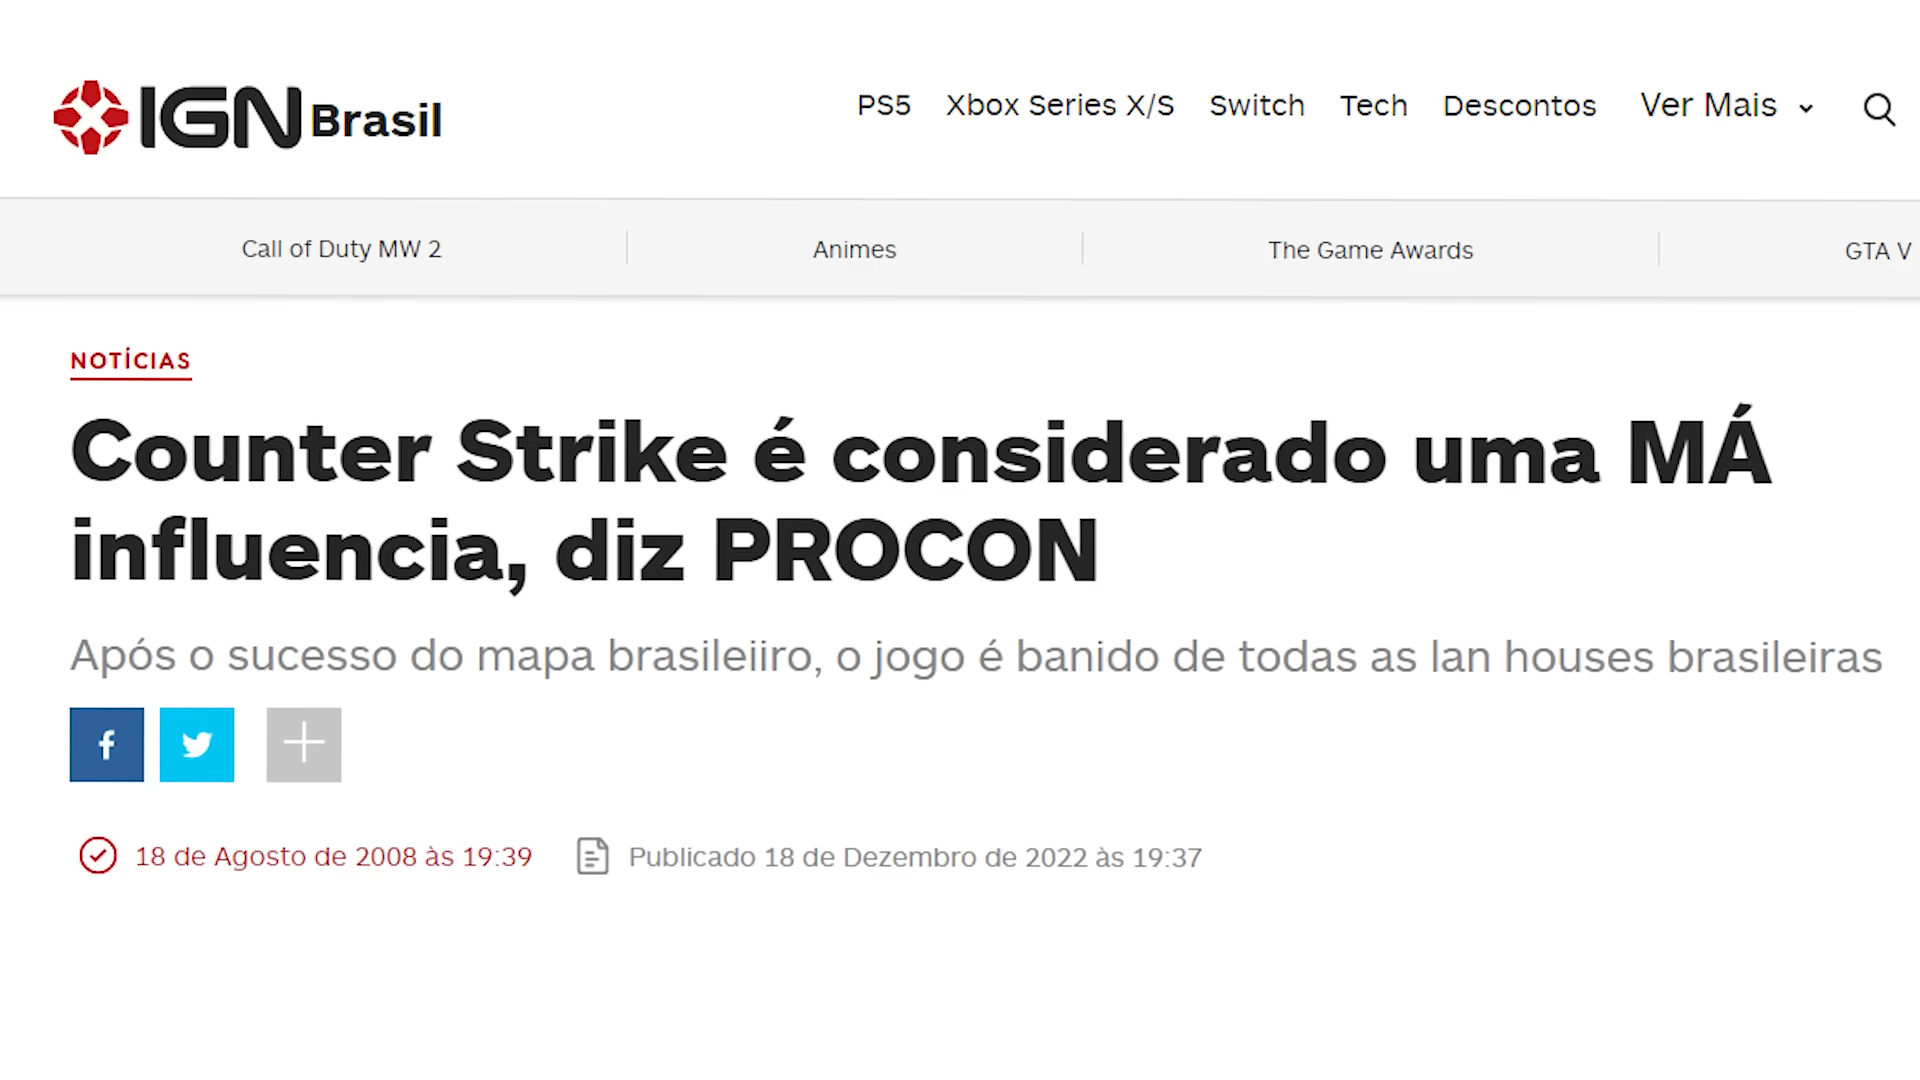 IGN Brasil
PS5 Xbox Series X/S Switch Tech Descontos Ver Mais
Call of Duty MW 2 Animes The Game Awards GTA V
NOTÍCIAS
Counter Strike é considerado uma MÁ
influencia, diz PROCON
Após o sucesso do mapa brasileiiro, o jogo é banido de todas as lan houses brasileiras
18 de Agosto de 2008 às 19:39 Publicado 18 de Dezembro de 2022 às 19:37